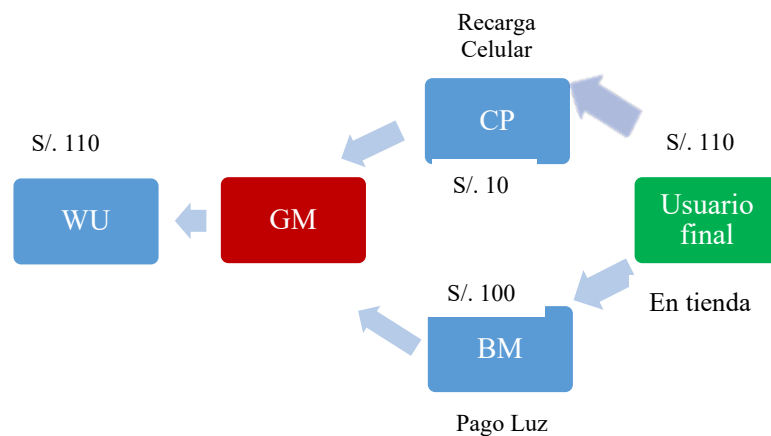 Recarga
Celular
CP
S/. 110
S/. 110
S/. 10
WU
GM
Usuario
final
S/. 100
En tienda
BM
Pago Luz